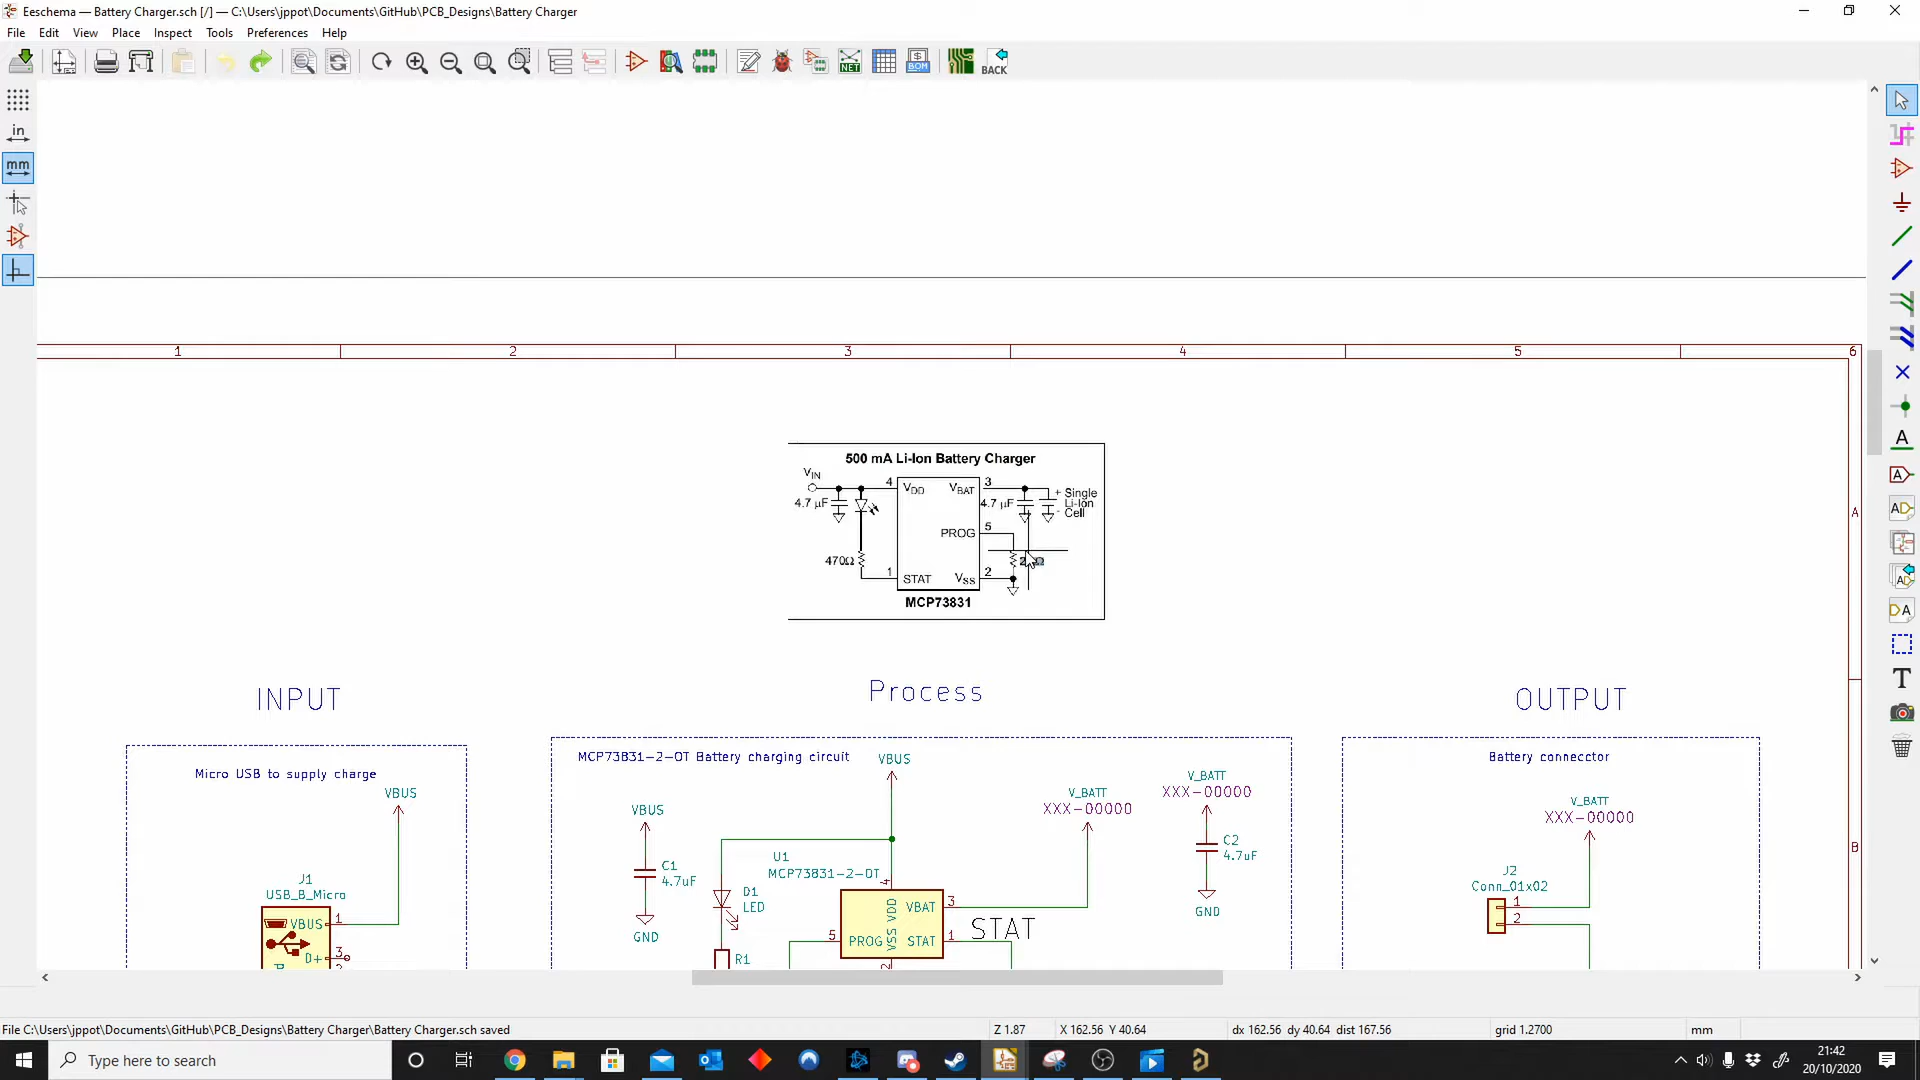 Eeschema — Battery Charger.sch [/] — C:\Users\jppot\Documents\GitHub\PCB_Designs\Battery Charger
File Edit View Place Inspect Tools Preferences Help
NET
BOM
BACK
in
mm
1 2 3 4 5 6
A
B
500 mA Li-Ion Battery Charger
VIN
4 VDD VBAT 3
4.7 µF 4.7 µF
+ Single
Li-Ion
- Cell
PROG 5
470Ω
1 STAT VSS 2
MCP73831
INPUT Process OUTPUT
Micro USB to supply charge
VBUS
J1
USB_B_Micro
VBUS 1
D+ 3
MCP73831-2-OT Battery charging circuit
VBUS
VBUS
C1
4.7uF
GND
D1
LED
R1
U1
MCP73831-2-OT
4
VDD
VBAT 3
5 PROG
VSS
STAT 1
2
STAT
V_BATT
XXX-00000
V_BATT
XXX-00000
C2
4.7uF
GND
Battery connecctor
V_BATT
XXX-00000
J2
Conn_01x02
1
2
File C:\Users\jppot\Documents\GitHub\PCB_Designs\Battery Charger\Battery Charger.sch saved
Z 1.87
X 162.56 Y 40.64
dx 162.56 dy 40.64 dist 167.56
grid 1.2700
mm
Type here to search
21:42
20/10/2020